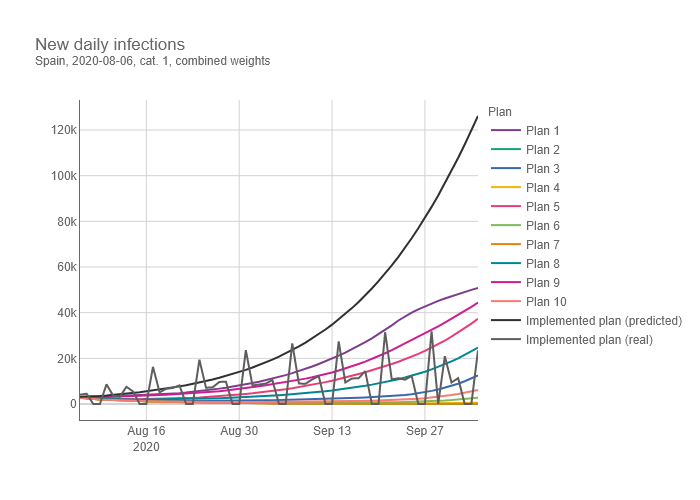 New daily infections
Spain, 2020-08-06, cat. 1, combined weights
Plan
Plan 1
Plan 2
Plan 3
Plan 4
Plan 5
Plan 6
Plan 7
Plan 8
Plan 9
Plan 10
Implemented plan (predicted)
Implemented plan (real)
120k
100k
80k
60k
40k
20k
0
Aug 16
2020
Aug 30
Sep 13
Sep 27